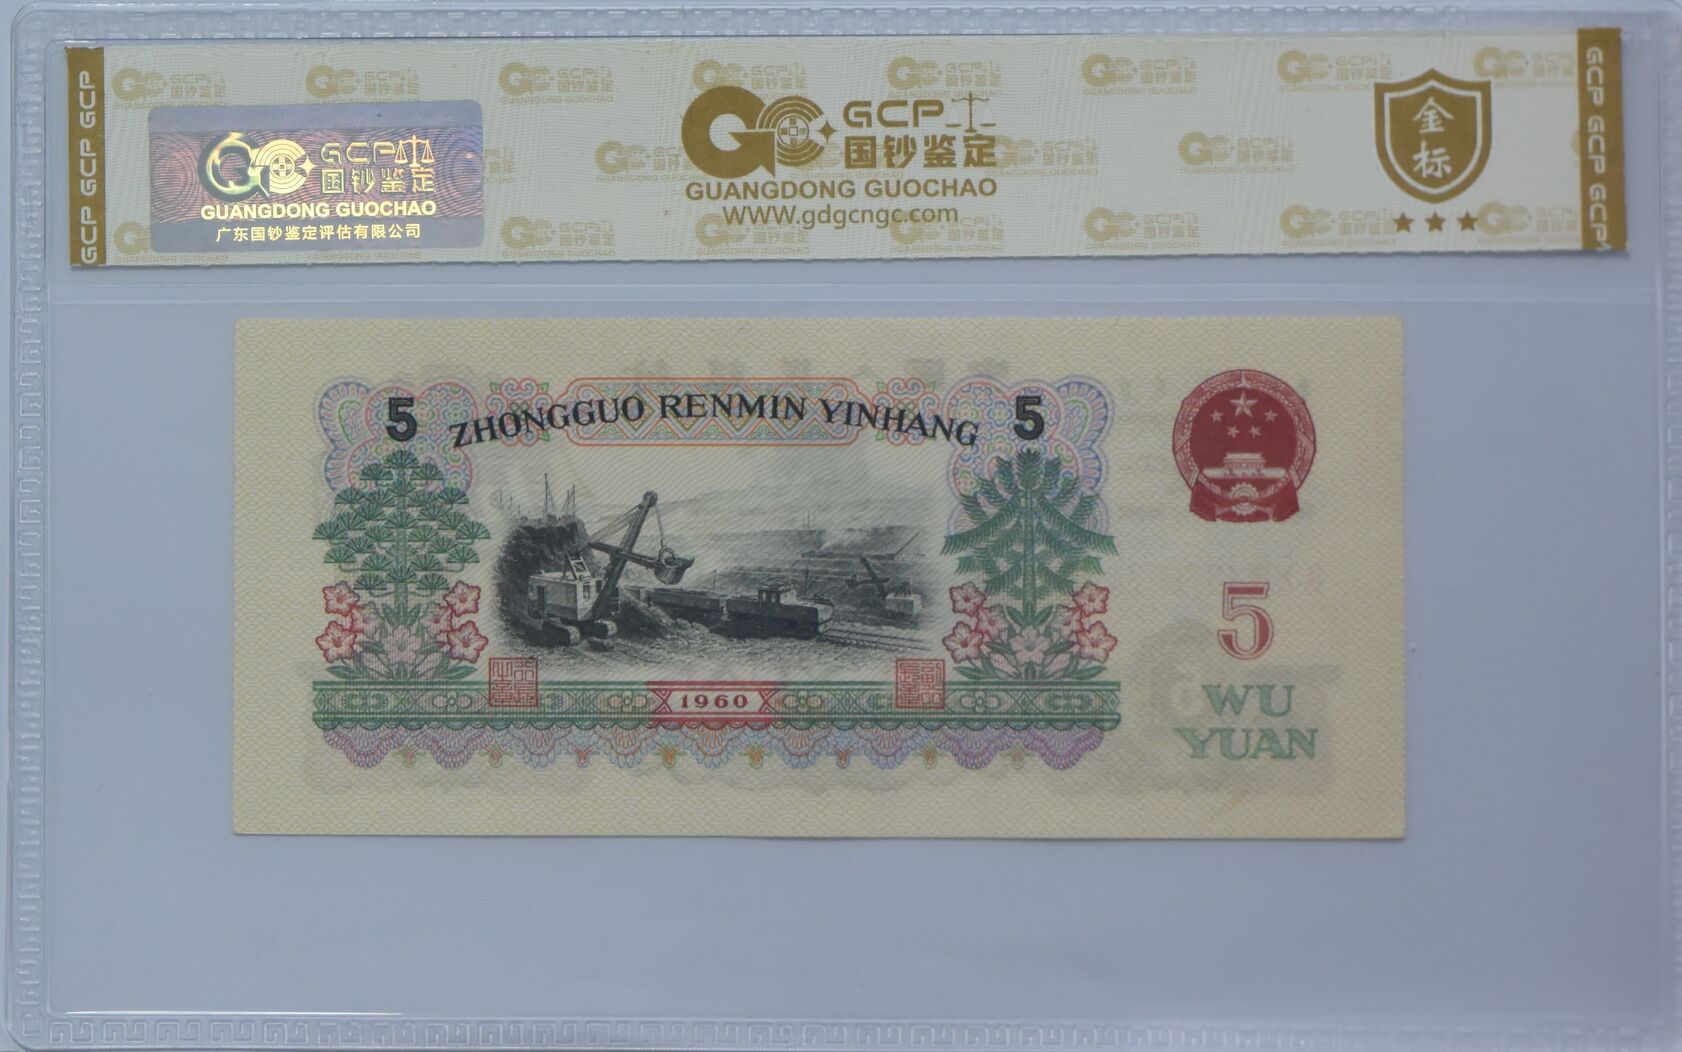 GCP GCP GCP
GCP
国钞鉴定
GUANGDONG GUOCHAO
广东国钞鉴定评估有限公司
GCP
国钞鉴定
GUANGDONG GUOCHAO
WWW.gdgcngc.com
金标
GCP GCP GCP
5
ZHONGGUO RENMIN YINHANG
5
1960
5
WU
YUAN